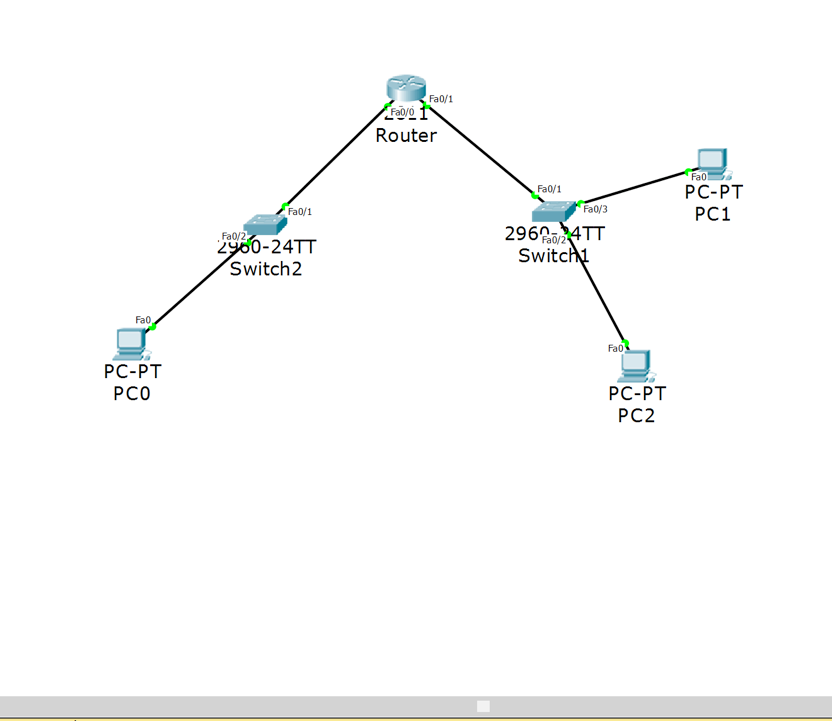 Fa0/1
Fa0/0
Router
Fa0/1
Fa0/3
Fa0
PC-PT
PC1
Fa0/1
Fa0/2
2960-24TT
Switch2
2960-24TT
Fa0/2
Switch1
Fa0
PC-PT
PC0
Fa0
PC-PT
PC2